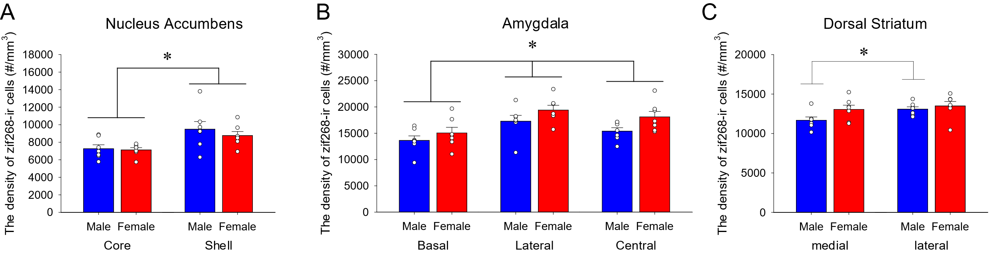 A
Nucleus Accumbens
The density of zif268-ir cells (#/mm³)
18000
16000
14000
12000
10000
8000
6000
4000
2000
0
*
Male Female Male Female
Core Shell
B
Amygdala
The density of zif268-ir cells (#/mm³)
30000
25000
20000
15000
10000
5000
0
*
Male Female Male Female Male Female
Basal Lateral Central
C
Dorsal Striatum
The density of zif268-ir cells (#/mm³)
20000
15000
10000
5000
0
*
Male Female Male Female
medial lateral